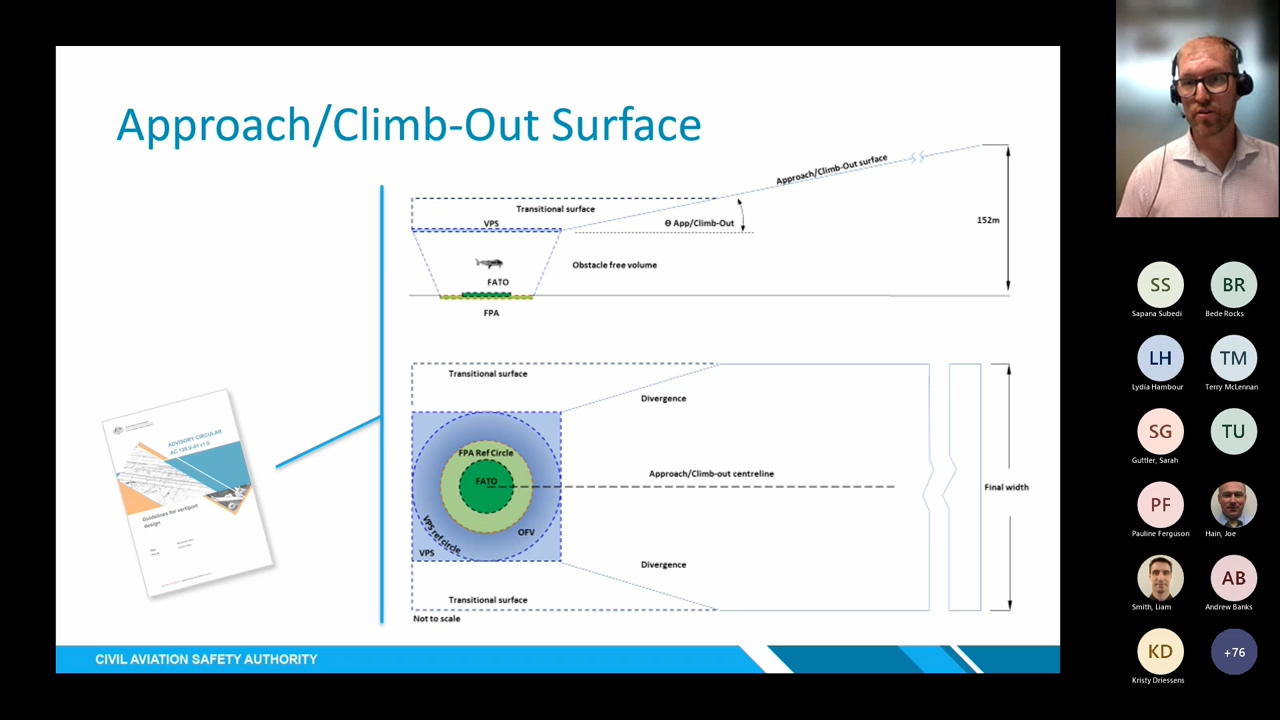 Approach/Climb-Out Surface
Approach/Climb-Out surface
Transitional surface
VPS
Θ App/Climb-Out
152m
Obstacle free volume
FATO
FPA
Transitional surface
Divergence
FPA Ref Circle
FATO
Approach/Climb-out centreline
Final width
VPS ref circle
OFV
VPS
Divergence
Transitional surface
Not to scale
ADVISORY CIRCULAR
AC 139.V-01 v1.0
Guidelines for vertiport
design
CIVIL AVIATION SAFETY AUTHORITY
SS
Sapana Subedi
BR
Bede Rocks
LH
Lydia Hambour
TM
Terry McLennan
SG
Guttler, Sarah
TU
PF
Pauline Ferguson
Hain, Joe
Smith, Liam
AB
Andrew Banks
KD
Kristy Driessens
+76